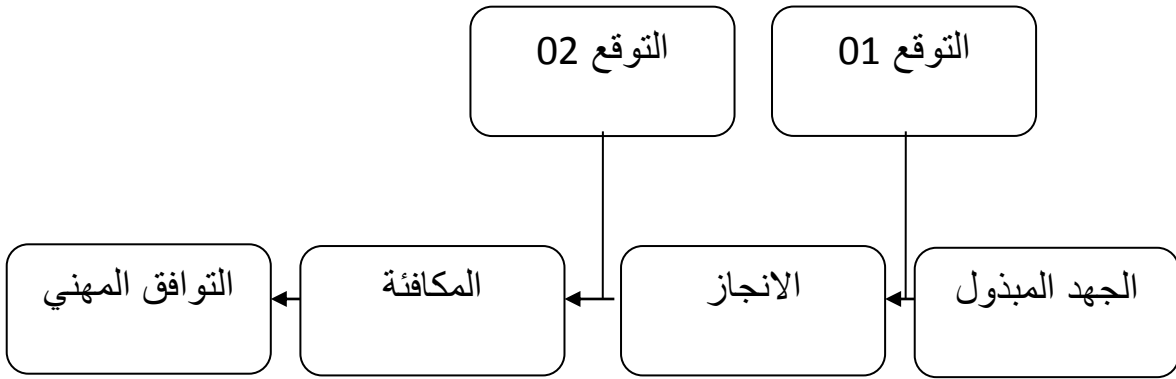 التوقع 01
التوقع 02
الجهد المبذول
الانجاز
المكافئة
التوافق المهني